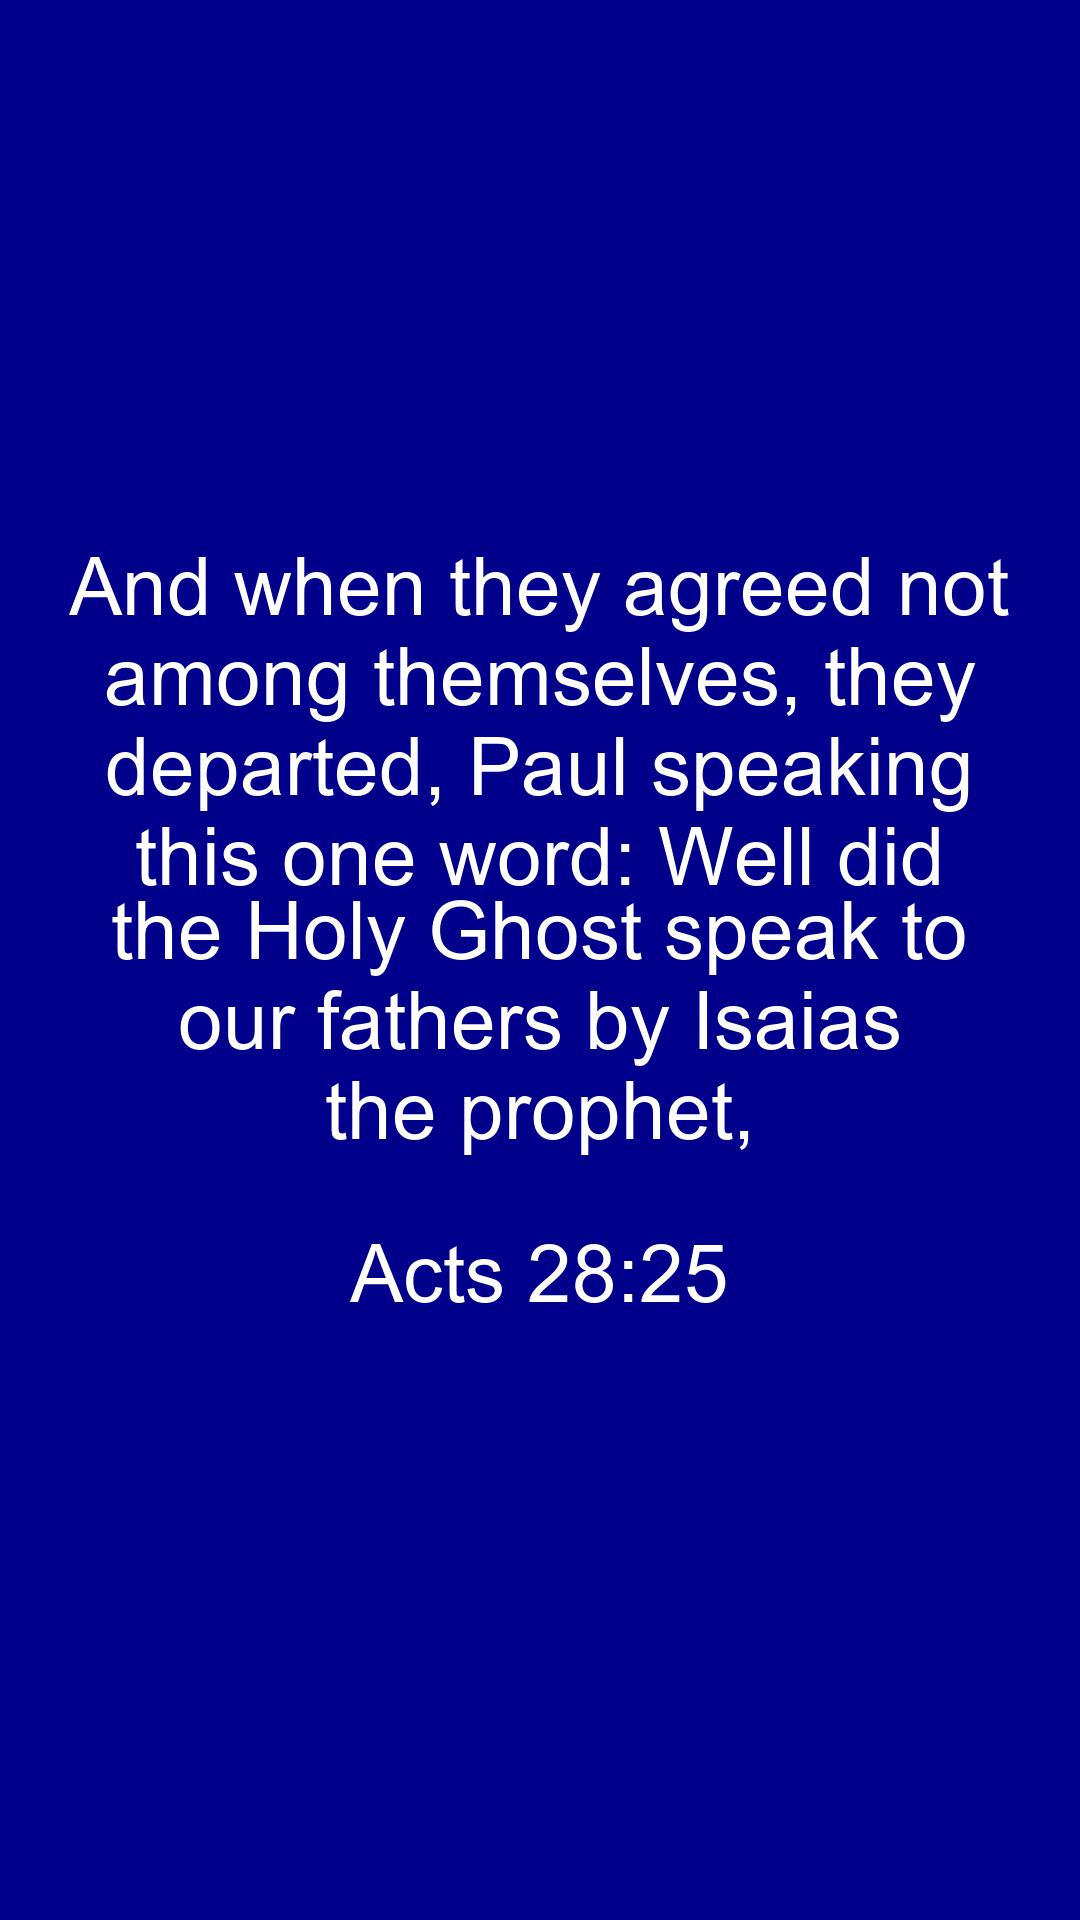 And when they agreed not
among themselves, they
departed, Paul speaking
this one word: Well did
the Holy Ghost speak to
our fathers by Isaias
the prophet,
Acts 28:25